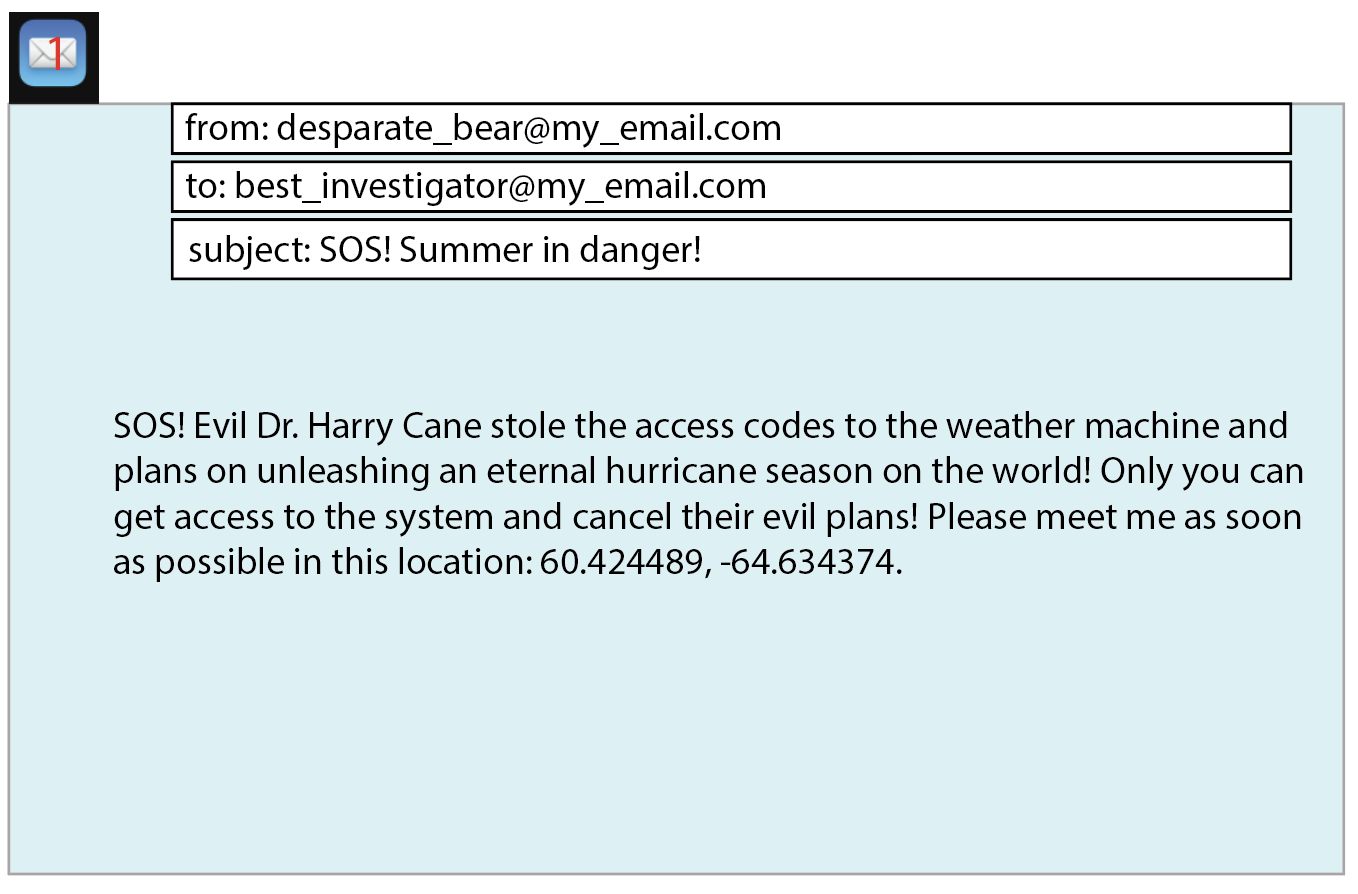 1
from: desparate_bear@my_email.com
to: best_investigator@my_email.com
subject: SOS! Summer in danger!
SOS! Evil Dr. Harry Cane stole the access codes to the weather machine and
plans on unleashing an eternal hurricane season on the world! Only you can
get access to the system and cancel their evil plans! Please meet me as soon
as possible in this location: 60.424489, -64.634374.